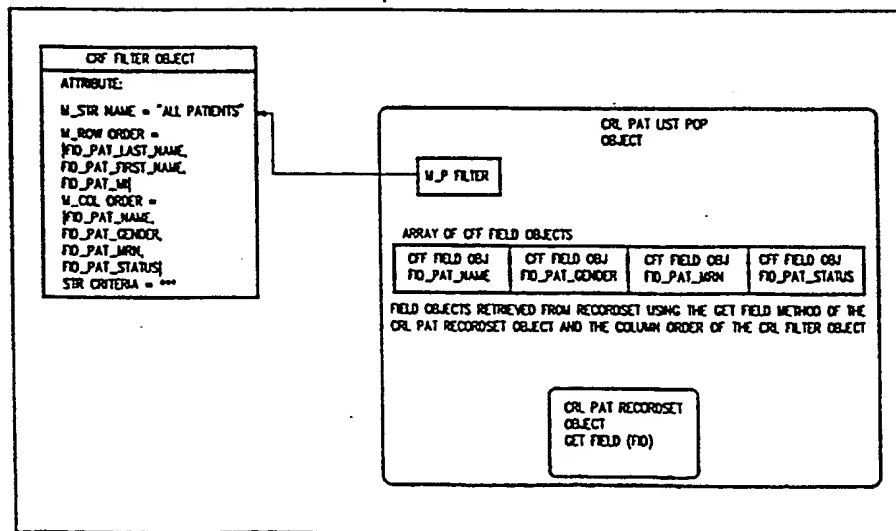 CRF FILTER OBJECT
ATTRIBUTE:
M_STR NAME = "ALL PATIENTS"
M_ROW ORDER =
[FID_PAT_LAST_NAME,
FID_PAT_FIRST_NAME,
FID_PAT_MI]
M_COL ORDER =
[FID_PAT_NAME,
FID_PAT_GENDER,
FID_PAT_MRN,
FID_PAT_STATUS]
STR CRITERIA = ""
CRL PAT LIST POP
OBJECT
M_P FILTER
ARRAY OF CFF FIELD OBJECTS
CFF FIELD OBJ
FID_PAT_NAME
CFF FIELD OBJ
FID_PAT_GENDER
CFF FIELD OBJ
FID_PAT_MRN
CFF FIELD OBJ
FID_PAT_STATUS
FIELD OBJECTS RETRIEVED FROM RECORDSET USING THE GET FIELD METHOD OF THE
CRL PAT RECORDSET OBJECT AND THE COLUMN ORDER OF THE CRL FILTER OBJECT
CRL PAT RECORDSET
OBJECT
GET FIELD (FID)